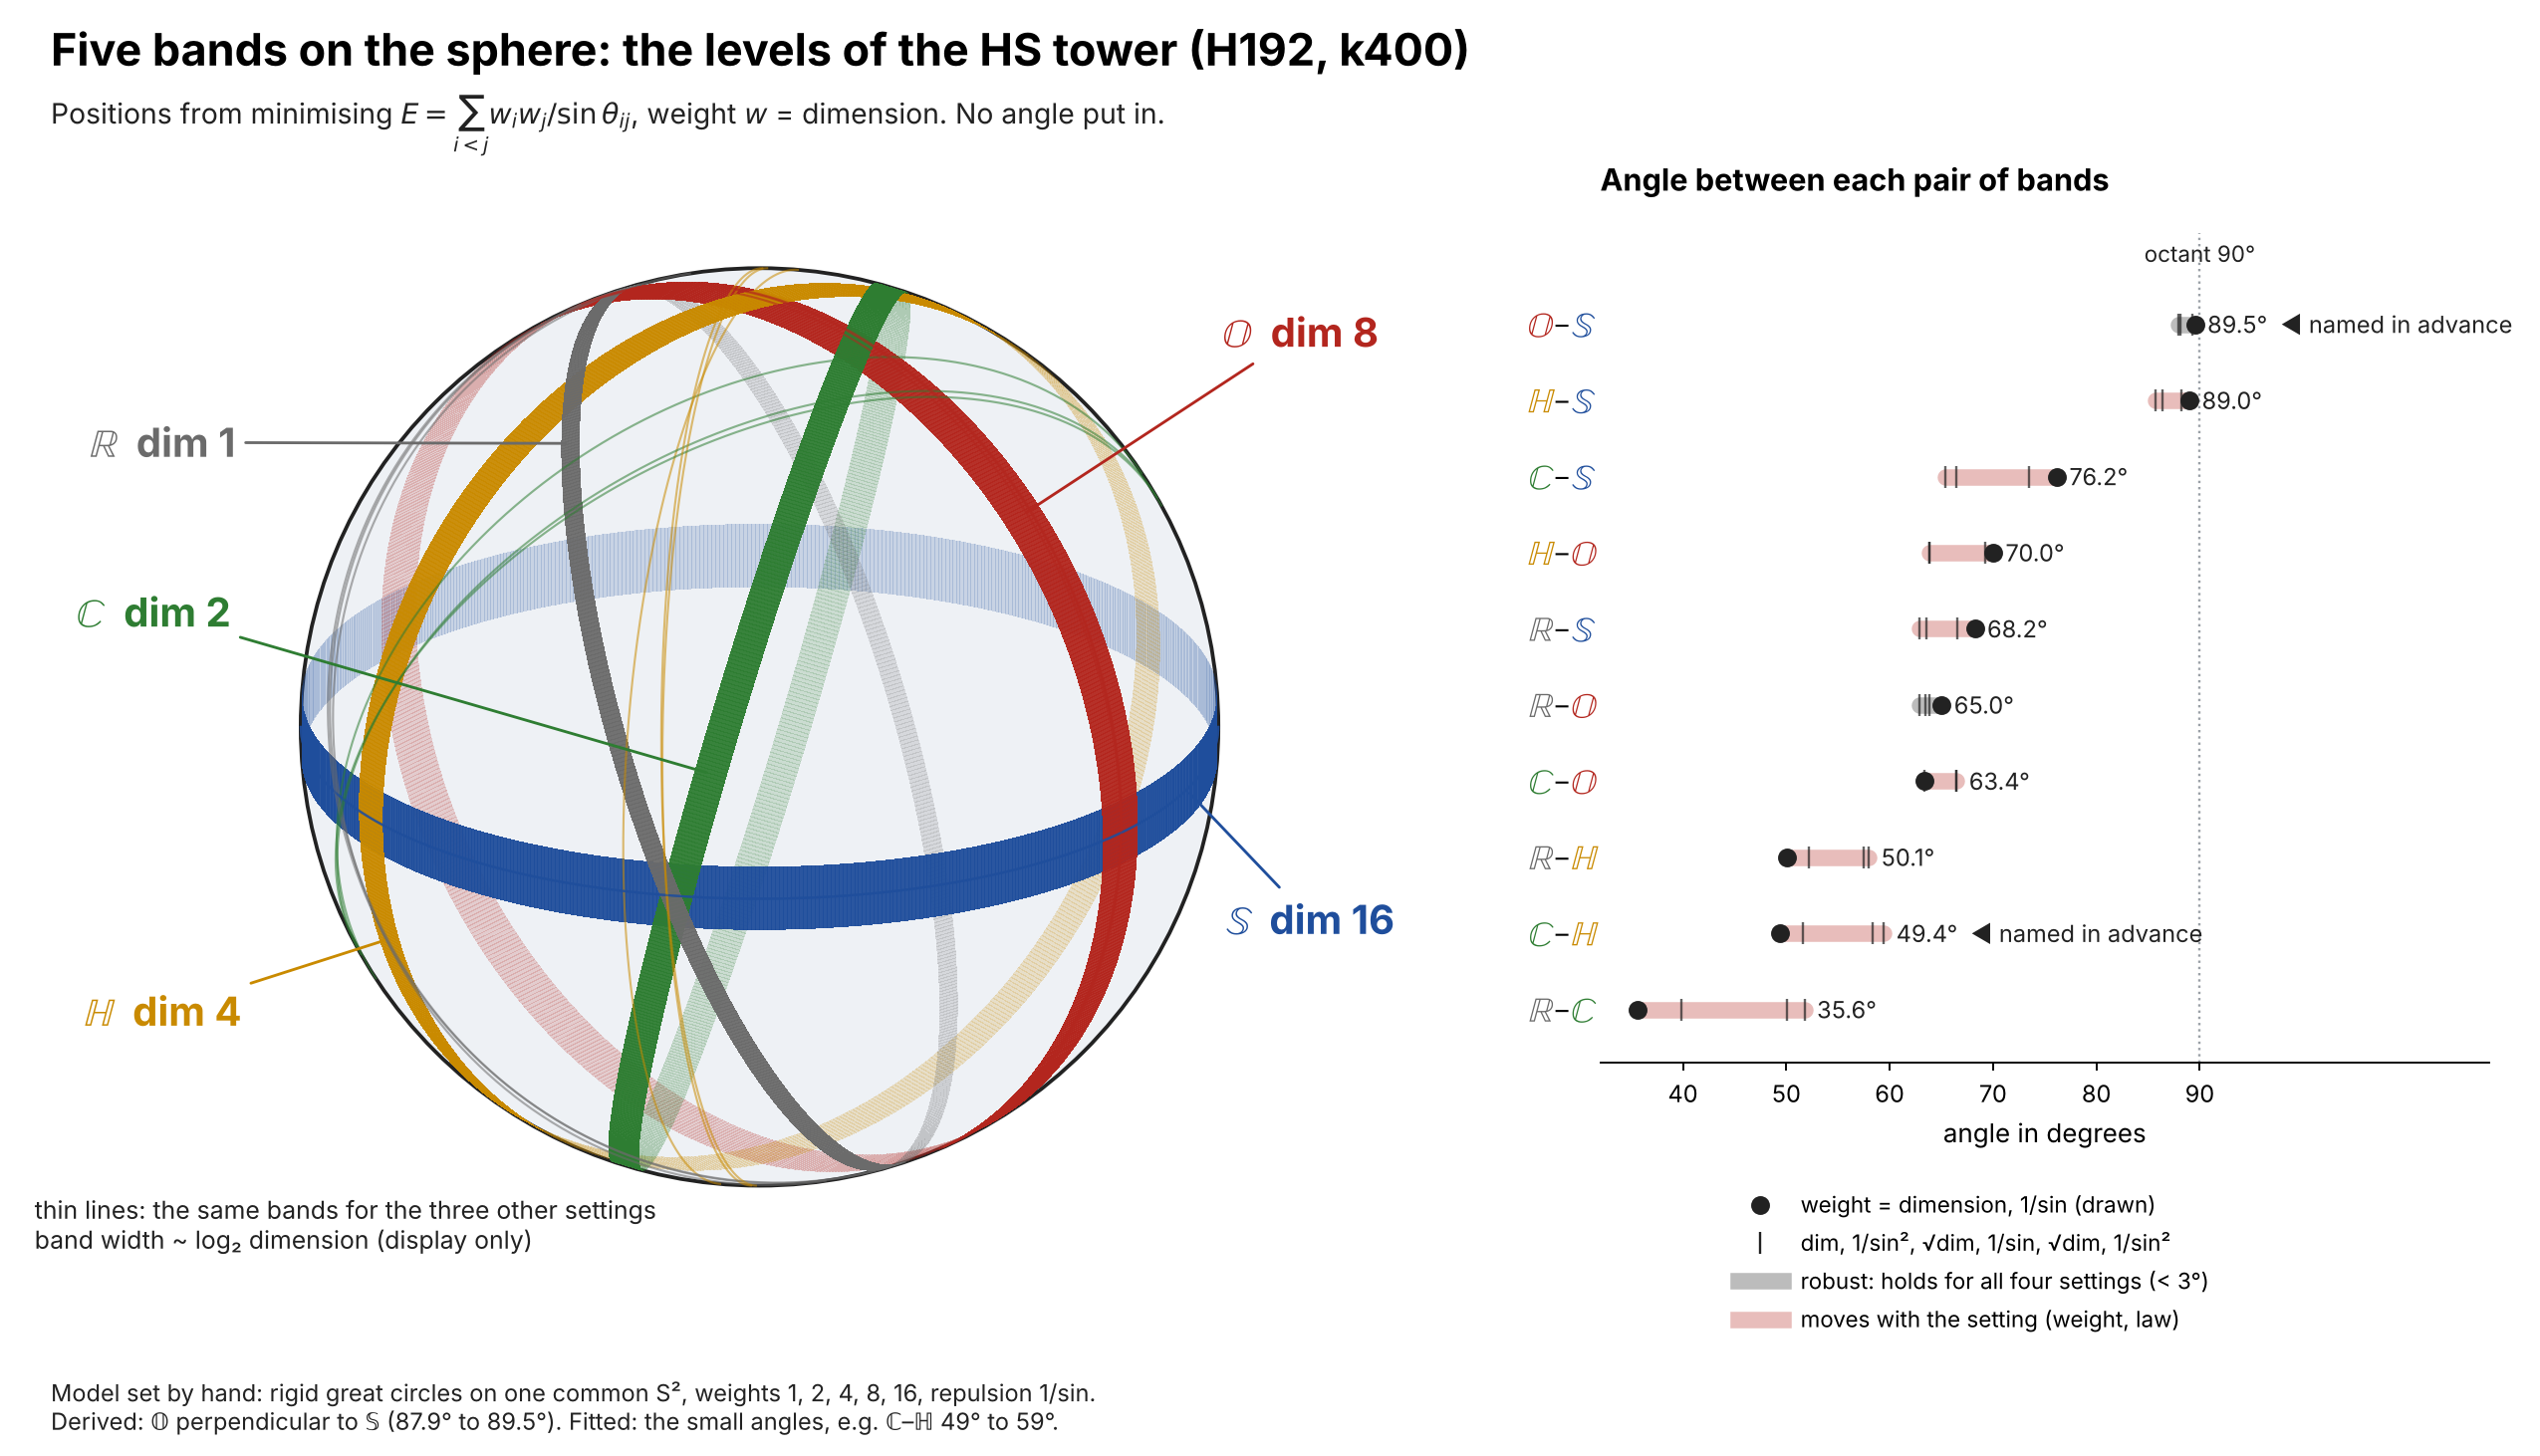 Five bands on the sphere: the levels of the HS tower (H192, k400)
Positions from minimising E = ∑ i < j wᵢwⱼ/sin θᵢⱼ, weight w = dimension. No angle put in.
Angle between each pair of bands
octant 90°
𝕆 dim 8
ℝ dim 1
ℂ dim 2
𝕊 dim 16
ℍ dim 4
𝕆–𝕊 89.5° ◀ named in advance
ℍ–𝕊 89.0°
ℂ–𝕊 76.2°
ℍ–𝕆 70.0°
ℝ–𝕊 68.2°
ℝ–𝕆 65.0°
ℂ–𝕆 63.4°
ℝ–ℍ 50.1°
ℂ–ℍ 49.4° ◀ named in advance
ℝ–ℂ 35.6°
40 50 60 70 80 90
angle in degrees
thin lines: the same bands for the three other settings
band width ~ log₂ dimension (display only)
weight = dimension, 1/sin (drawn)
dim, 1/sin², √dim, 1/sin, √dim, 1/sin²
robust: holds for all four settings (< 3°)
moves with the setting (weight, law)
Model set by hand: rigid great circles on one common S², weights 1, 2, 4, 8, 16, repulsion 1/sin.
Derived: 𝕆 perpendicular to 𝕊 (87.9° to 89.5°). Fitted: the small angles, e.g. ℂ–ℍ 49° to 59°.